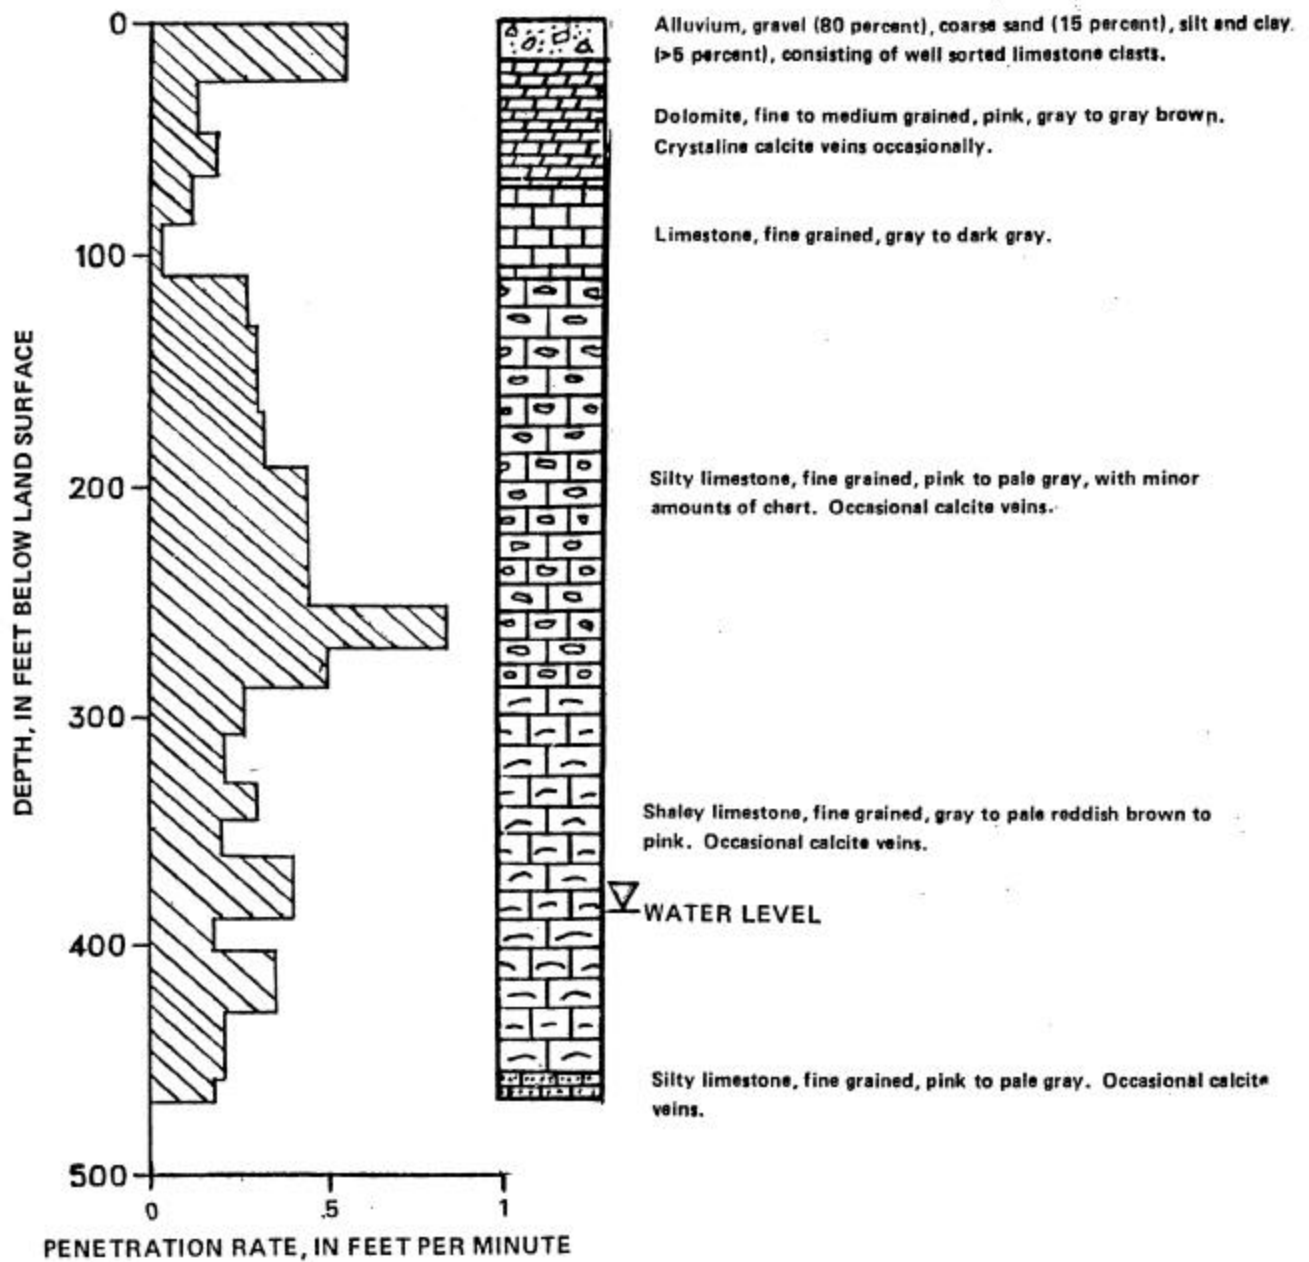 0
Alluvium, gravel (80 percent), coarse sand (15 percent), silt and clay.
(>5 percent), consisting of well sorted limestone clasts.
Dolomite, fine to medium grained, pink, gray to gray brown.
Crystaline calcite veins occasionally.
Limestone, fine grained, gray to dark gray.
100
DEPTH, IN FEET BELOW LAND SURFACE
Silty limestone, fine grained, pink to pale gray, with minor
amounts of chert. Occasional calcite veins.
200
300
Shaley limestone, fine grained, gray to pale reddish brown to
pink. Occasional calcite veins.
WATER LEVEL
400
Silty limestone, fine grained, pink to pale gray. Occasional calcite
veins.
500
0 .5 1
PENETRATION RATE, IN FEET PER MINUTE